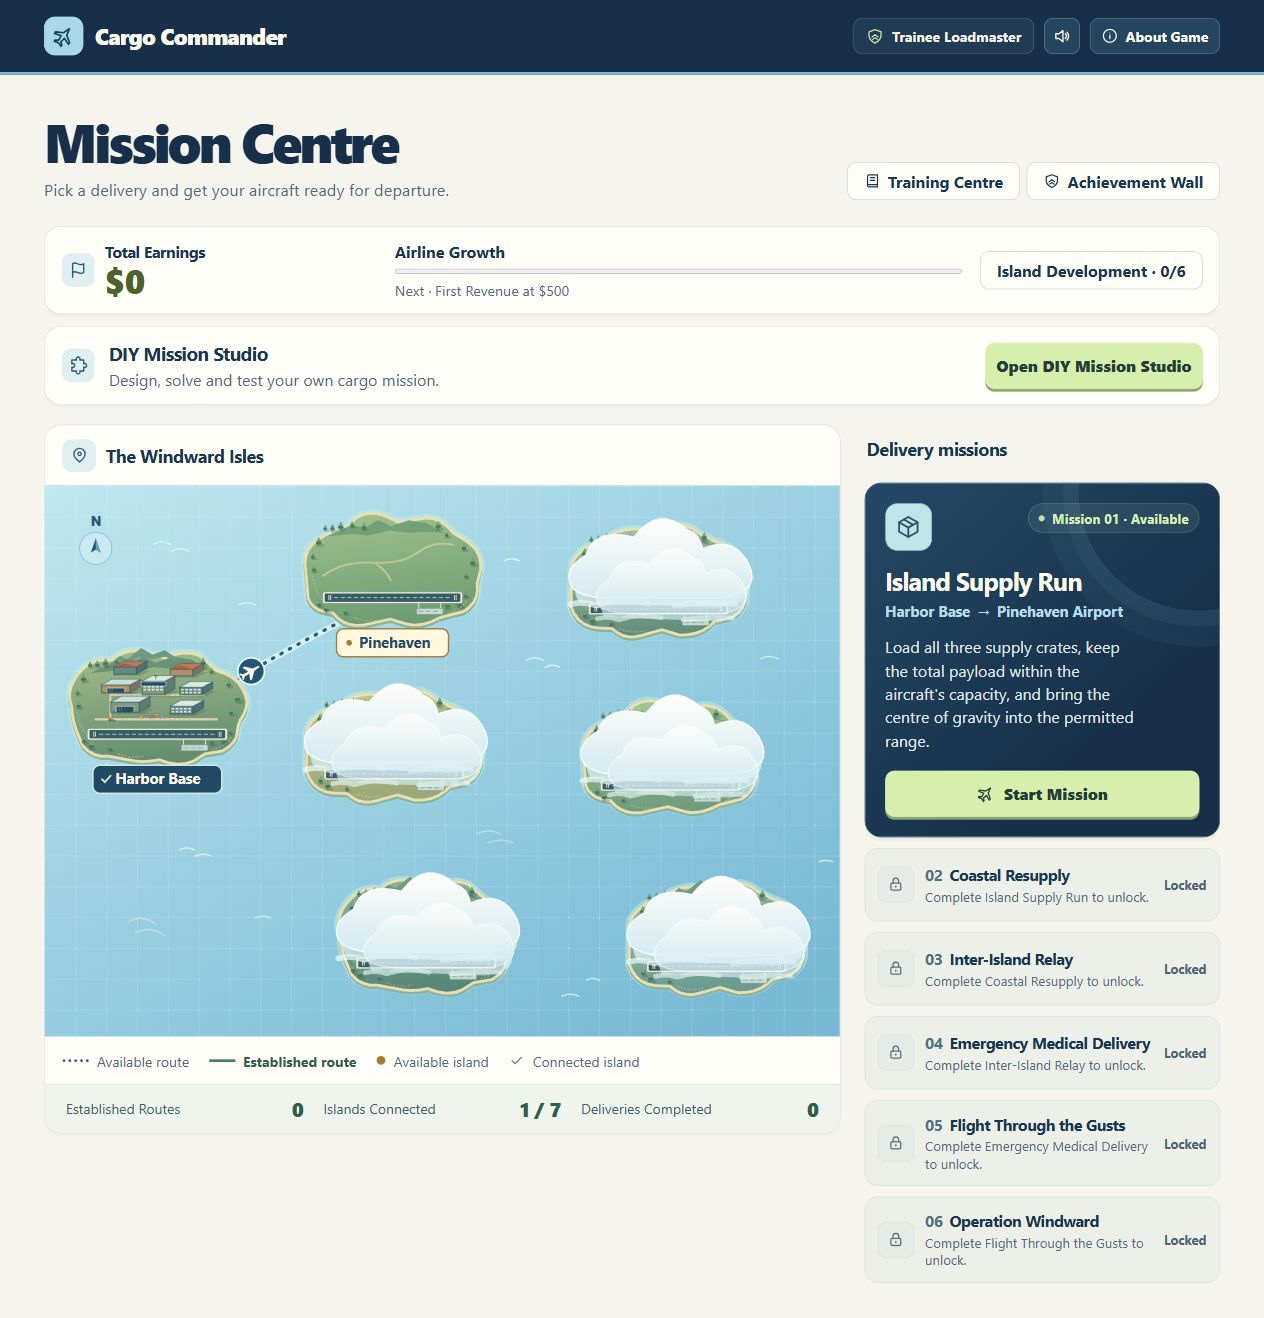 Cargo Commander
Trainee Loadmaster
About Game
Mission Centre
Pick a delivery and get your aircraft ready for departure.
Training Centre
Achievement Wall
Total Earnings
$0
Airline Growth
Next · First Revenue at $500
Island Development · 0/6
DIY Mission Studio
Design, solve and test your own cargo mission.
Open DIY Mission Studio
The Windward Isles
N
Pinehaven
Harbor Base
Available route
Established route
Available island
Connected island
Established Routes
0
Islands Connected
1 / 7
Deliveries Completed
0
Delivery missions
Mission 01 · Available
Island Supply Run
Harbor Base → Pinehaven Airport
Load all three supply crates, keep
the total payload within the
aircraft's capacity, and bring the
centre of gravity into the permitted
range.
Start Mission
02 Coastal Resupply
Complete Island Supply Run to unlock.
Locked
03 Inter-Island Relay
Complete Coastal Resupply to unlock.
Locked
04 Emergency Medical Delivery
Complete Inter-Island Relay to unlock.
Locked
05 Flight Through the Gusts
Complete Emergency Medical Delivery
to unlock.
Locked
06 Operation Windward
Complete Flight Through the Gusts to
unlock.
Locked